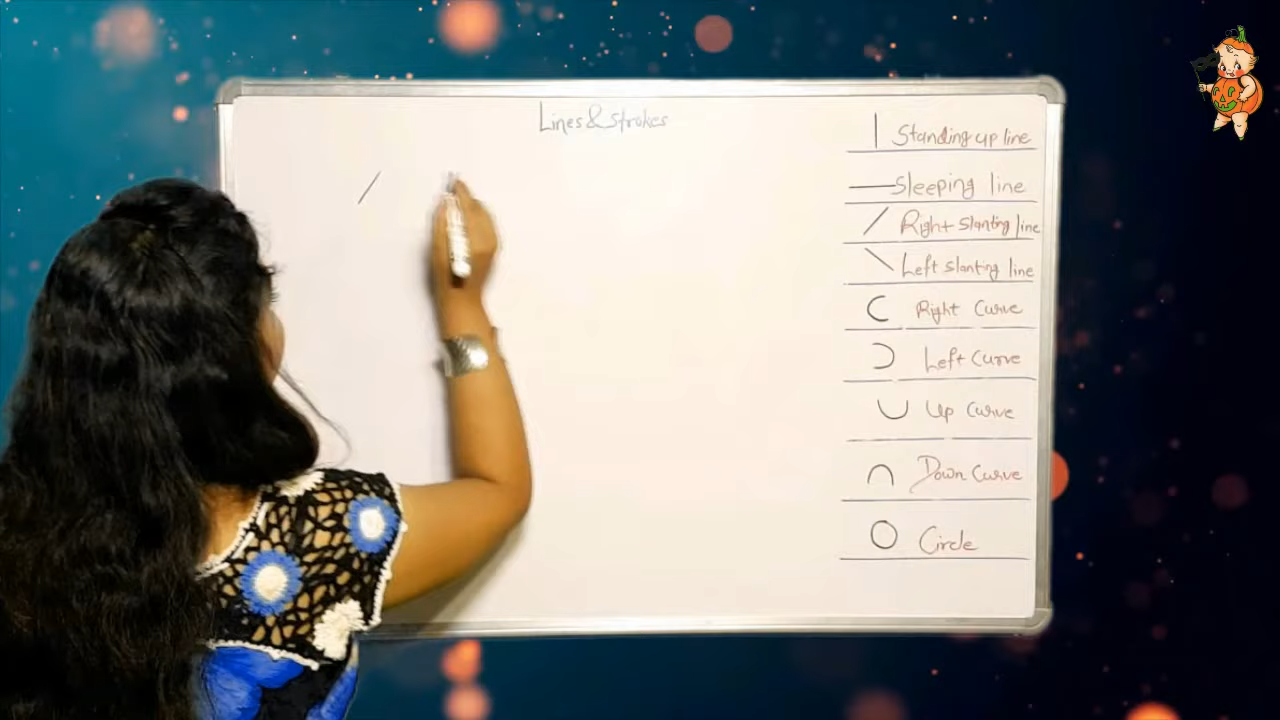 Lines & Strokes
Standing up line
Sleeping line
Right Slanting line
Left slanting line
Right Curve
Left Curve
Up Curve
Down Curve
Circle